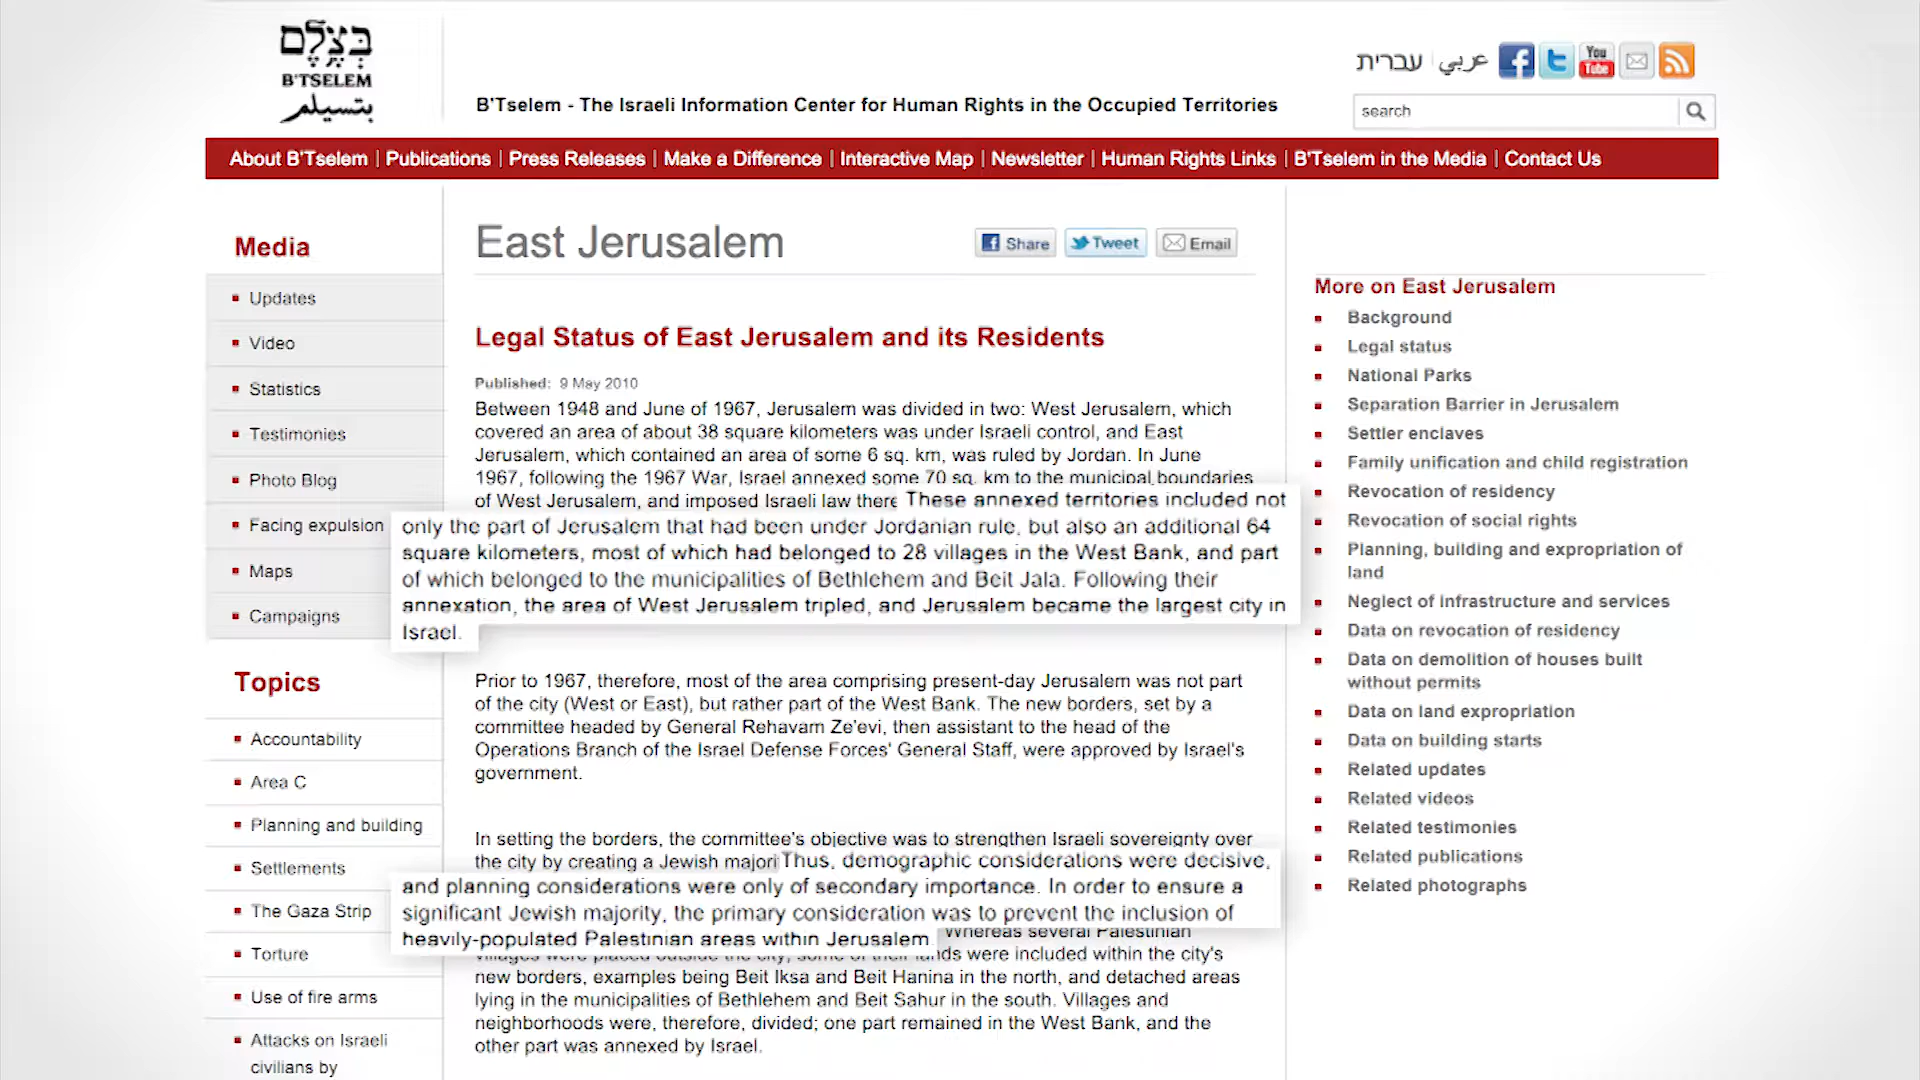 בְּצֶלֶם
B'TSELEM
بتسيلم
B'Tselem - The Israeli Information Center for Human Rights in the Occupied Territories
עברית
عربي
You
Tube
search
About B'Tselem | Publications | Press Releases | Make a Difference | Interactive Map | Newsletter | Human Rights Links | B'Tselem in the Media | Contact Us
Media
Updates
Video
Statistics
Testimonies
Photo Blog
Facing expulsion
Maps
Campaigns
Topics
Accountability
Area C
Planning and building
Settlements
The Gaza Strip
Torture
Use of fire arms
Attacks on Israeli
civilians by
East Jerusalem
Share
Tweet
Email
Legal Status of East Jerusalem and its Residents
Published: 9 May 2010
Between 1948 and June of 1967, Jerusalem was divided in two: West Jerusalem, which
covered an area of about 38 square kilometers was under Israeli control, and East
Jerusalem, which contained an area of some 6 sq. km, was ruled by Jordan. In June
1967, following the 1967 War, Israel annexed some 70 sq. km to the municipal boundaries
of West Jerusalem, and imposed Israeli law there These annexed territories included not
only the part of Jerusalem that had been under Jordanian rule, but also an additional 64
square kilometers, most of which had belonged to 28 villages in the West Bank, and part
of which belonged to the municipalities of Bethlehem and Beit Jala. Following their
annexation, the area of West Jerusalem tripled, and Jerusalem became the largest city in
Israel.
Prior to 1967, therefore, most of the area comprising present-day Jerusalem was not part
of the city (West or East), but rather part of the West Bank. The new borders, set by a
committee headed by General Rehavam Ze'evi, then assistant to the head of the
Operations Branch of the Israel Defense Forces' General Staff, were approved by Israel's
government.
In setting the borders, the committee's objective was to strengthen Israeli sovereignty over
the city by creating a Jewish majori Thus, demographic considerations were decisive,
and planning considerations were only of secondary importance. In order to ensure a
significant Jewish majority, the primary consideration was to prevent the inclusion of
heavily-populated Palestinian areas within Jerusalem. Whereas several Palestinian
villages were placed outside the city, some of their lands were included within the city's
new borders, examples being Beit Iksa and Beit Hanina in the north, and detached areas
lying in the municipalities of Bethlehem and Beit Sahur in the south. Villages and
neighborhoods were, therefore, divided; one part remained in the West Bank, and the
other part was annexed by Israel.
More on East Jerusalem
Background
Legal status
National Parks
Separation Barrier in Jerusalem
Settler enclaves
Family unification and child registration
Revocation of residency
Revocation of social rights
Planning, building and expropriation of
land
Neglect of infrastructure and services
Data on revocation of residency
Data on demolition of houses built
without permits
Data on land expropriation
Data on building starts
Related updates
Related videos
Related testimonies
Related publications
Related photographs